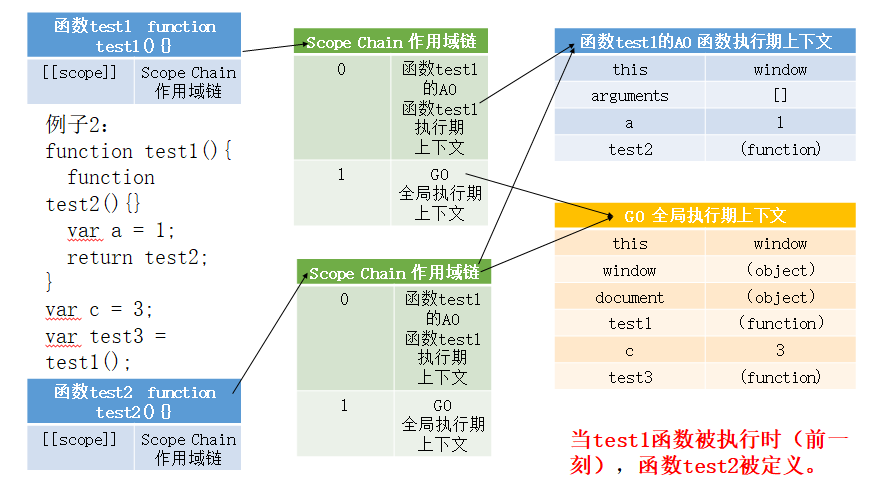 函数test1 function
test1(){}
[[scope]] Scope Chain
作用域链
例子2:
function test1(){
function
test2(){}
var a = 1;
return test2;
}
var c = 3;
var test3 =
test1();
函数test2 function
test2(){}
[[scope]] Scope Chain
作用域链
Scope Chain 作用域链
0 函数test1
的AO
函数test1
执行期
上下文
1 GO
全局执行期
上下文
Scope Chain 作用域链
0 函数test1
的AO
函数test1
执行期
上下文
1 GO
全局执行期
上下文
函数test1的AO 函数执行期上下文
this window
arguments []
a 1
test2 (function)
GO 全局执行期上下文
this window
window (object)
document (object)
test1 (function)
c 3
test3 (function)
当test1函数被执行时（前一
刻），函数test2被定义。